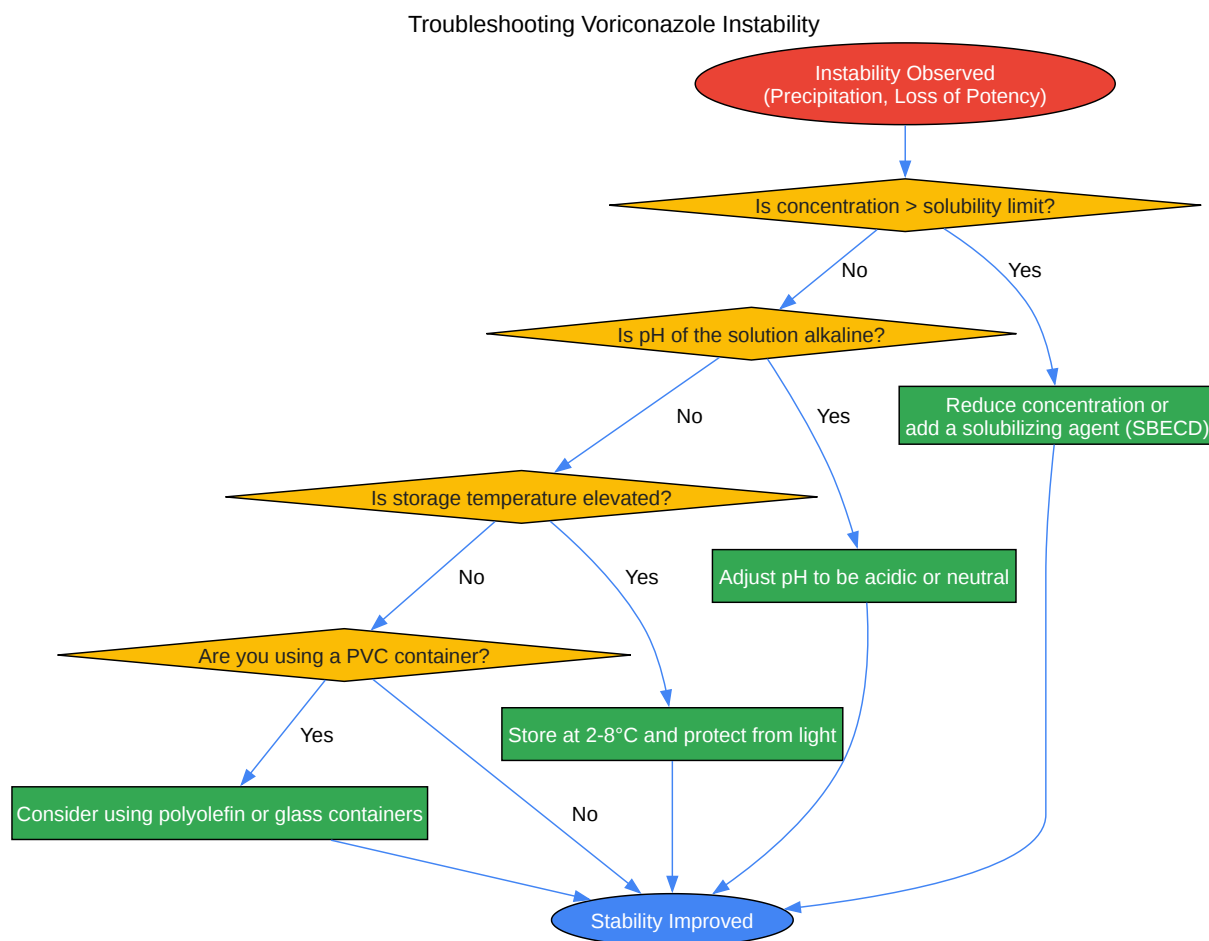 Troubleshooting Voriconazole Instability
Instability Observed
(Precipitation, Loss of Potency)
Is concentration > solubility limit?
No
Yes
Is pH of the solution alkaline?
Reduce concentration or
add a solubilizing agent (SBECD)
No
Yes
Is storage temperature elevated?
Adjust pH to be acidic or neutral
No
Yes
Are you using a PVC container?
Store at 2-8°C and protect from light
Yes
No
Consider using polyolefin or glass containers
Stability Improved